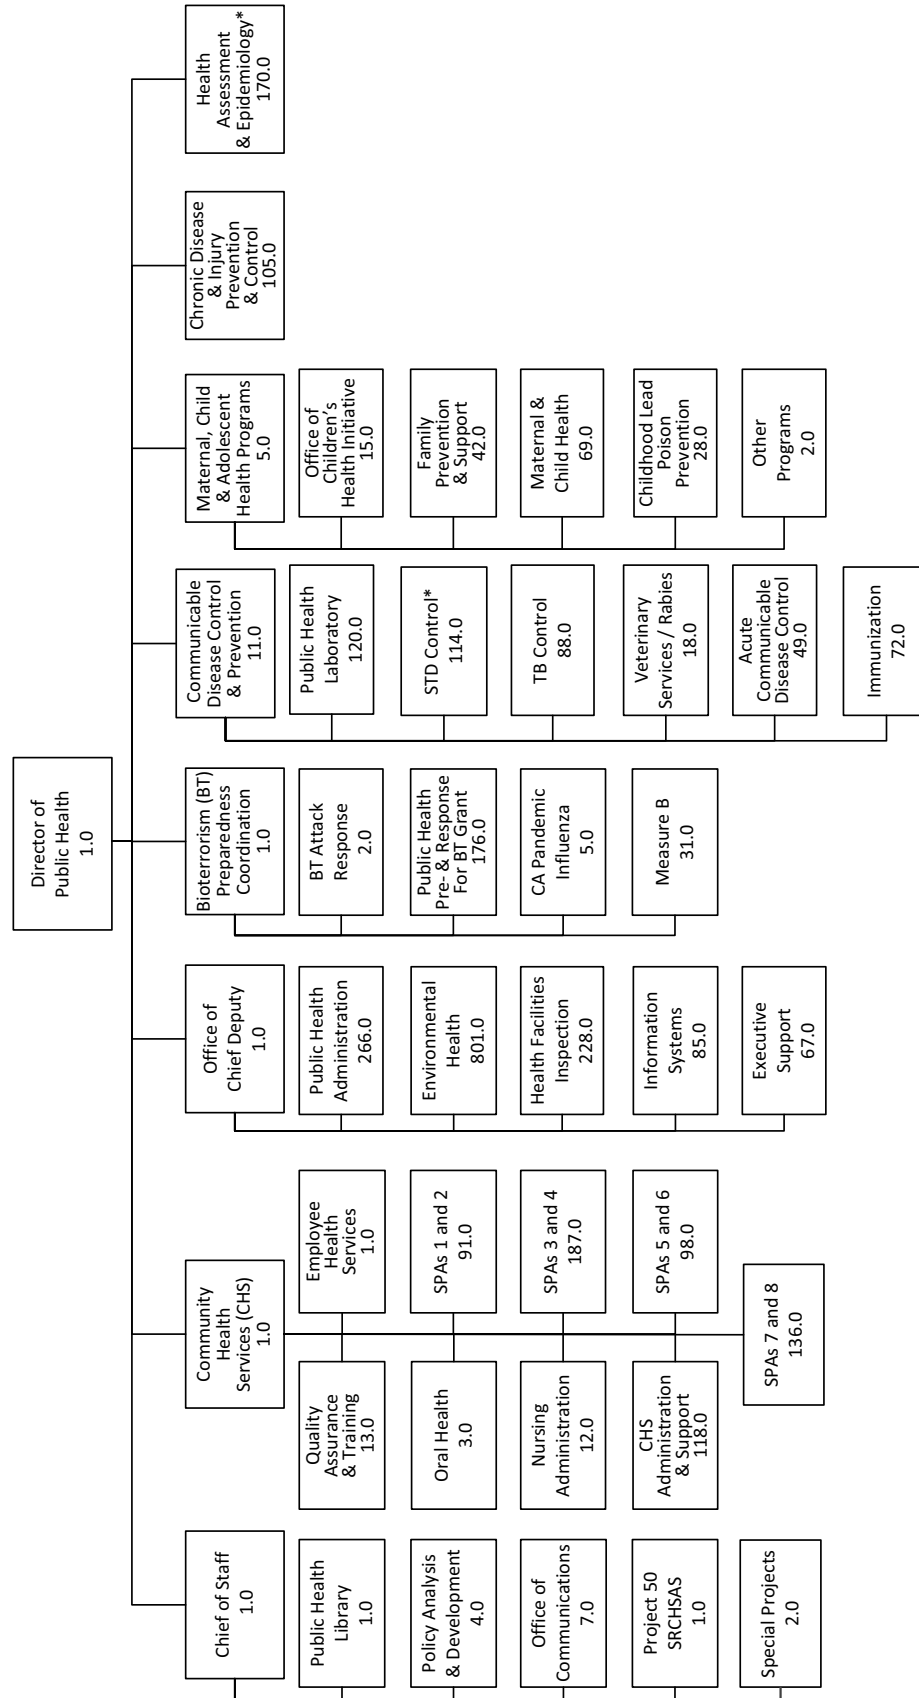 Director of
Public Health
1.0
Chief of Staff
1.0
Public Health
Library
1.0
Policy Analysis
& Development
4.0
Office of
Communications
7.0
Project 50
SRCHSAS
1.0
Special Projects
2.0
Community
Health
Services (CHS)
1.0
Quality
Assurance
& Training
13.0
Employee
Health
Services
1.0
Oral Health
3.0
SPAs 1 and 2
91.0
Nursing
Administration
12.0
SPAs 3 and 4
187.0
CHS
Administration
& Support
118.0
SPAs 5 and 6
98.0
SPAs 7 and 8
136.0
Office of
Chief Deputy
1.0
Public Health
Administration
266.0
Environmental
Health
801.0
Health Facilities
Inspection
228.0
Information
Systems
85.0
Executive
Support
67.0
Bioterrorism (BT)
Preparedness
Coordination
1.0
BT Attack
Response
2.0
Public Health
Pre- & Response
For BT Grant
176.0
CA Pandemic
Influenza
5.0
Measure B
31.0
Communicable
Disease Control
& Prevention
11.0
Public Health
Laboratory
120.0
STD Control*
114.0
TB Control
88.0
Veterinary
Services / Rabies
18.0
Acute
Communicable
Disease Control
49.0
Immunization
72.0
Maternal, Child
& Adolescent
Health Programs
5.0
Office of
Children’s
Health Initiative
15.0
Family
Prevention
& Support
42.0
Maternal &
Child Health
69.0
Childhood Lead
Poison
Prevention
28.0
Other
Programs
2.0
Chronic Disease
& Injury
Prevention
& Control
105.0
Health
Assessment
& Epidemiology*
170.0